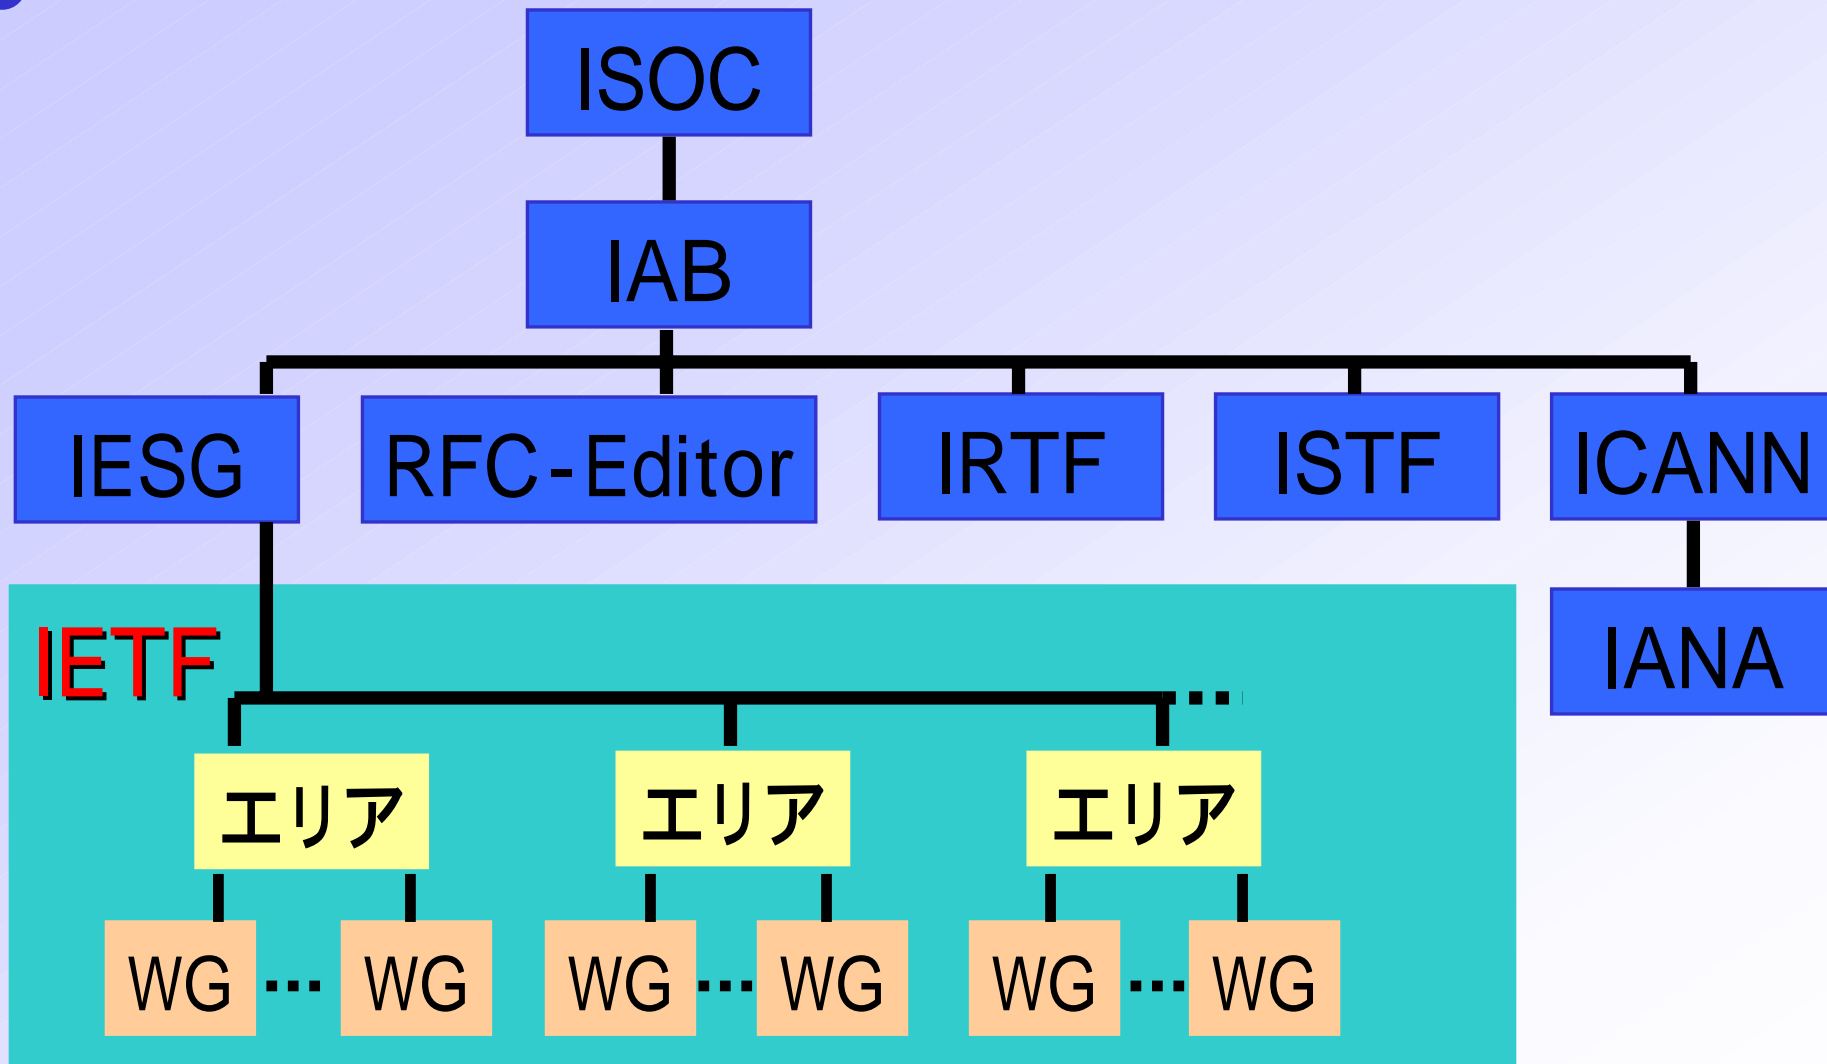 ISOC
IAB
IESG
RFC-Editor
IRTF
ISTF
ICANN
IANA
IETF
エリア
エリア
エリア
WG … WG
WG … WG
WG … WG